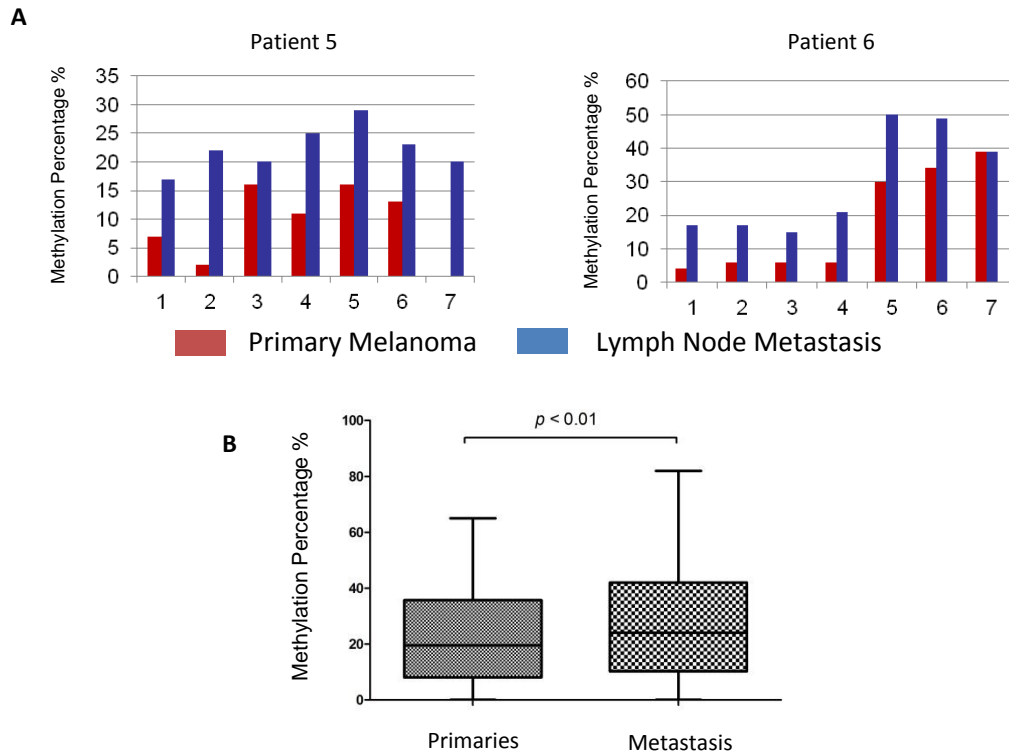 A
Patient 5
Methylation Percentage %
35
30
25
20
15
10
5
0
1 2 3 4 5 6 7
Patient 6
Methylation Percentage %
60
50
40
30
20
10
0
1 2 3 4 5 6 7
Primary Melanoma Lymph Node Metastasis
B
p < 0.01
Methylation Percentage %
100
80
60
40
20
0
Primaries Metastasis